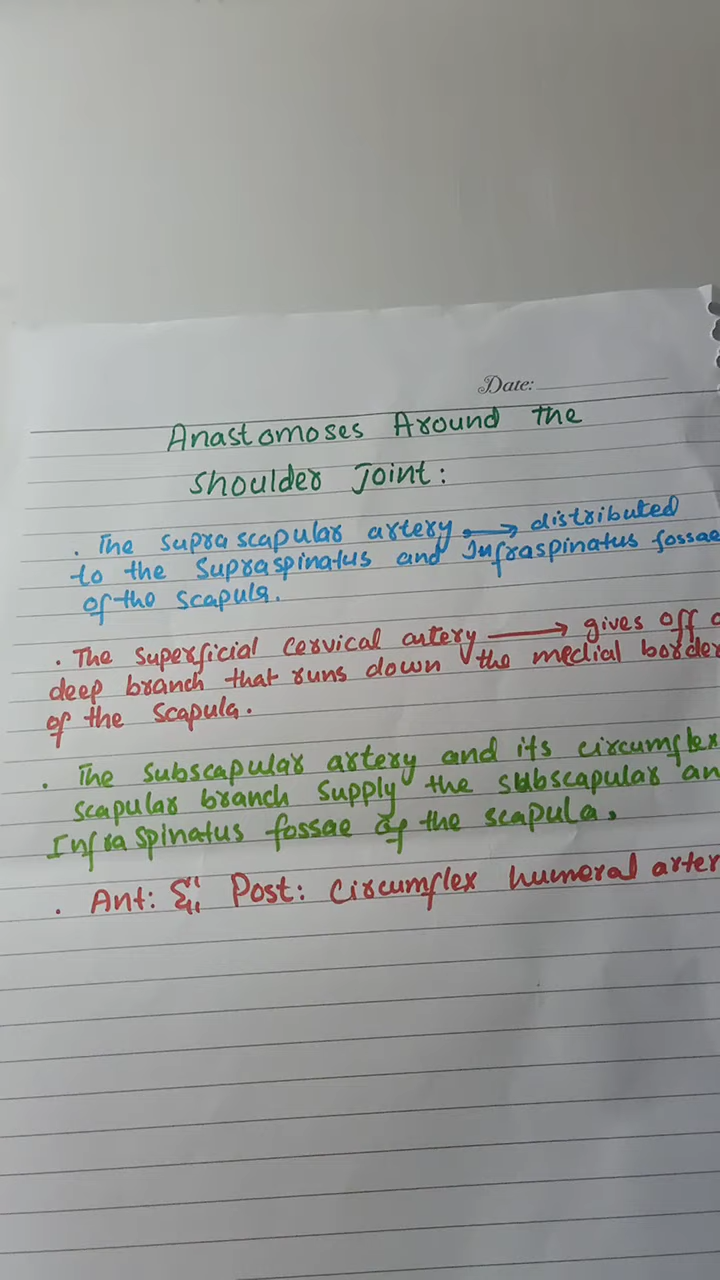 Date:
Anastomoses Around the
Shoulder Joint:
. The Suprascapular artery → distributed
to the Supraspinatus and Infraspinatus fossae
of the Scapula.
. The Superficial Cervical artery → gives off a
deep branch that runs down the medial border
of the Scapula.
. The Subscapular artery and its circumflex
scapular branch supply the subscapular an
Infraspinatus fossae of the scapula.
. Ant: & Post: Circumflex humeral arter